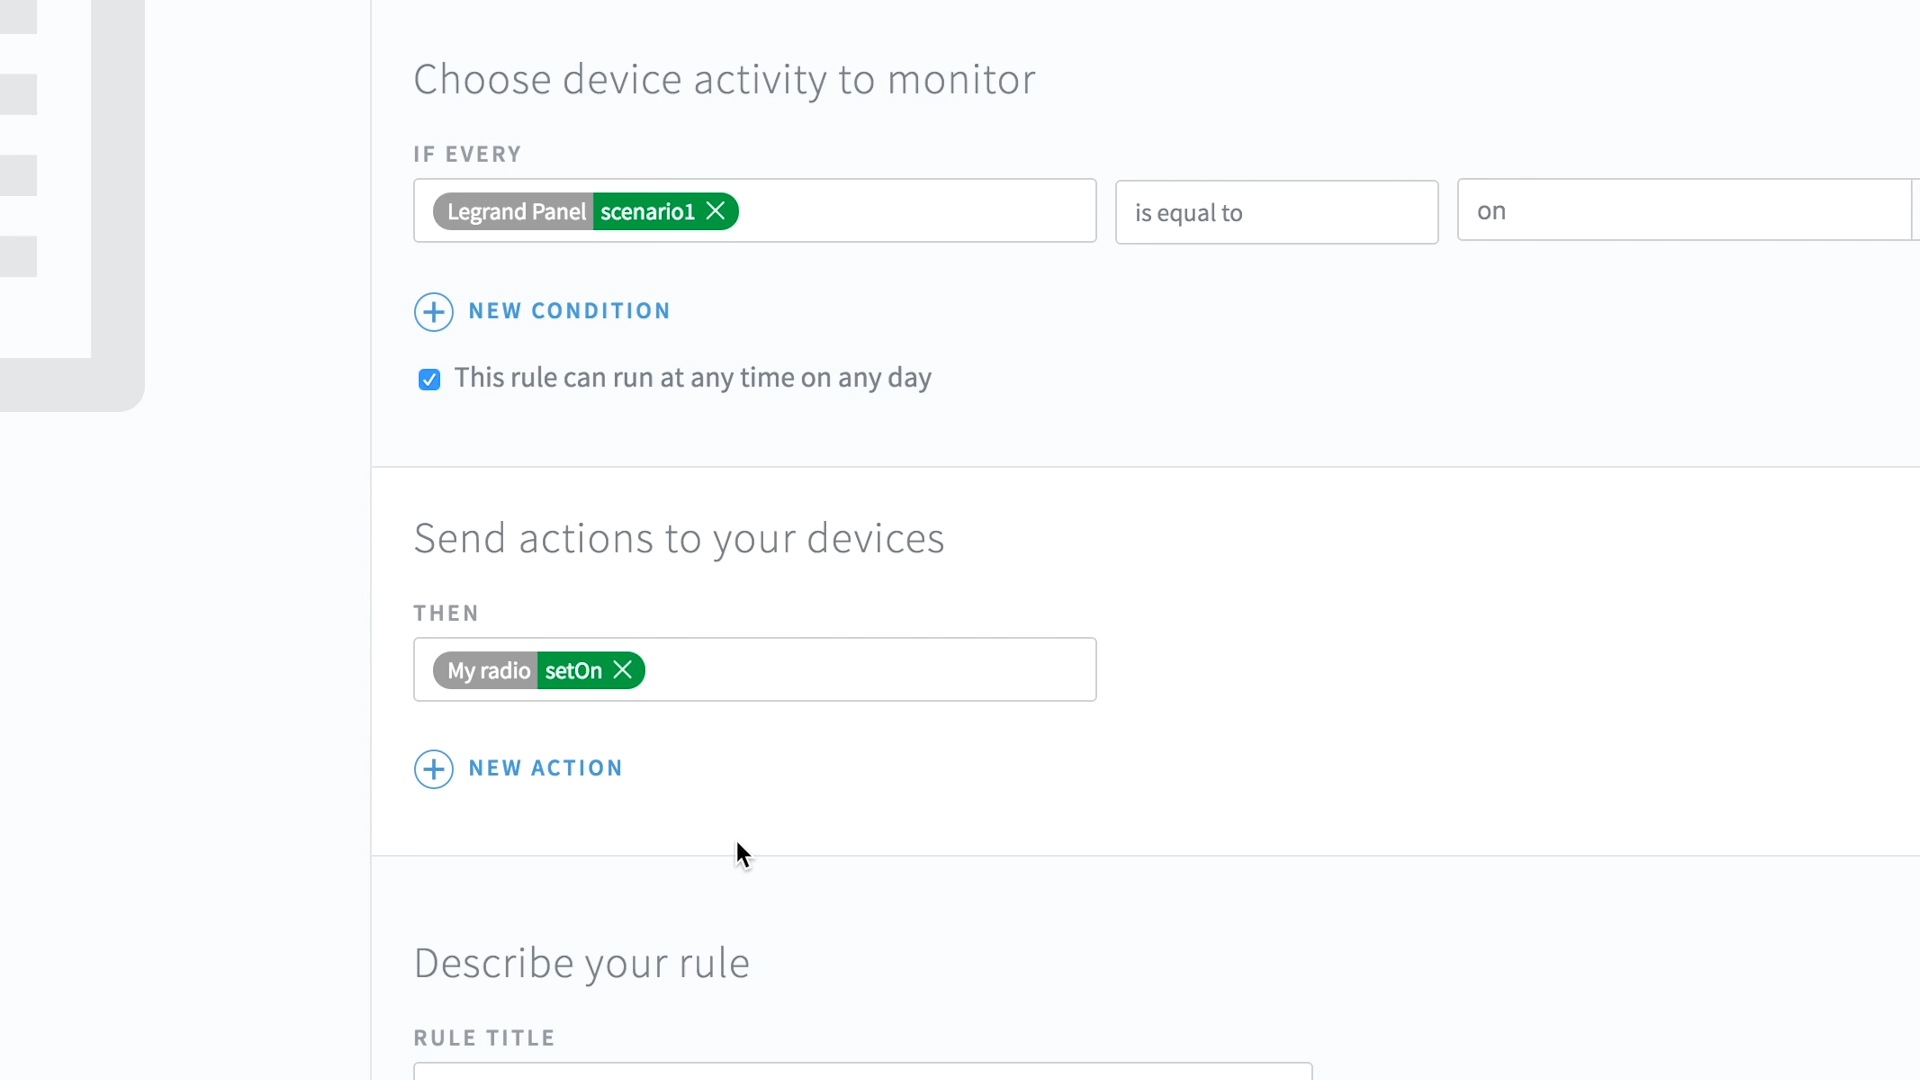 Choose device activity to monitor
IF EVERY
Legrand Panel scenario1 is equal to on
NEW CONDITION
This rule can run at any time on any day
Send actions to your devices
THEN
My radio setOn
NEW ACTION
Describe your rule
RULE TITLE